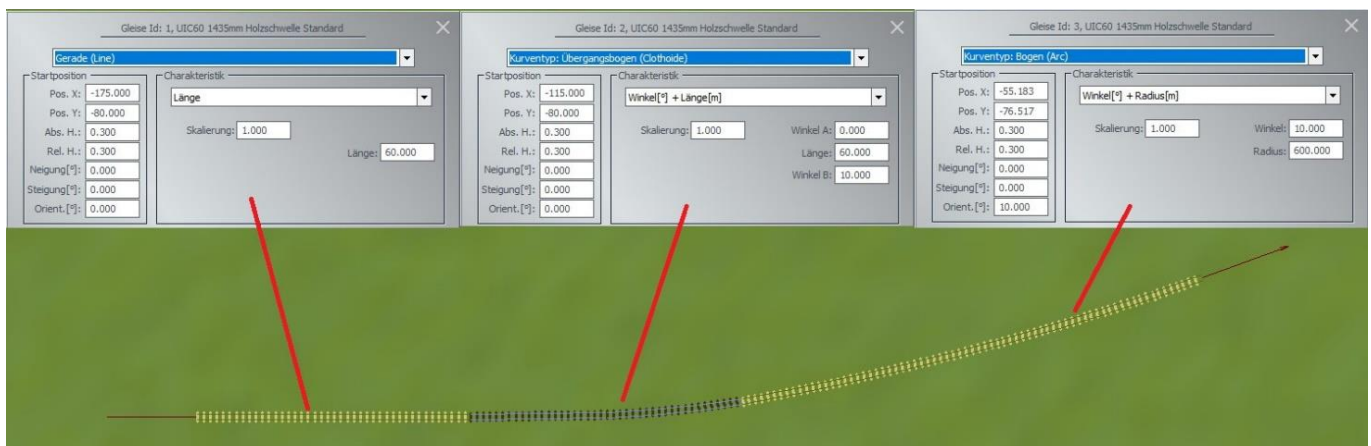 Gleise Id: 1, UIC60 1435mm Holzschwelle Standard
Gerade (Line)
Startposition
Charakteristik
Pos. X: -175.000
Länge
Pos. Y: -80.000
Abs. H.: 0.300
Skalierung: 1.000
Rel. H.: 0.300
Länge: 60.000
Neigung[°]: 0.000
Steigung[°]: 0.000
Orient.[°]: 0.000
Gleise Id: 2, UIC60 1435mm Holzschwelle Standard
Kurventyp: Übergangsbogen (Clothoide)
Startposition
Charakteristik
Pos. X: -115.000
Winkel[°] + Länge[m]
Pos. Y: -80.000
Abs. H.: 0.300
Skalierung: 1.000
Winkel A: 0.000
Rel. H.: 0.300
Länge: 60.000
Neigung[°]: 0.000
Winkel B: 10.000
Steigung[°]: 0.000
Orient.[°]: 0.000
Gleise Id: 3, UIC60 1435mm Holzschwelle Standard
Kurventyp: Bogen (Arc)
Startposition
Charakteristik
Pos. X: -55.183
Winkel[°] + Radius[m]
Pos. Y: -76.517
Abs. H.: 0.300
Skalierung: 1.000
Winkel: 10.000
Rel. H.: 0.300
Radius: 600.000
Neigung[°]: 0.000
Steigung[°]: 0.000
Orient.[°]: 10.000